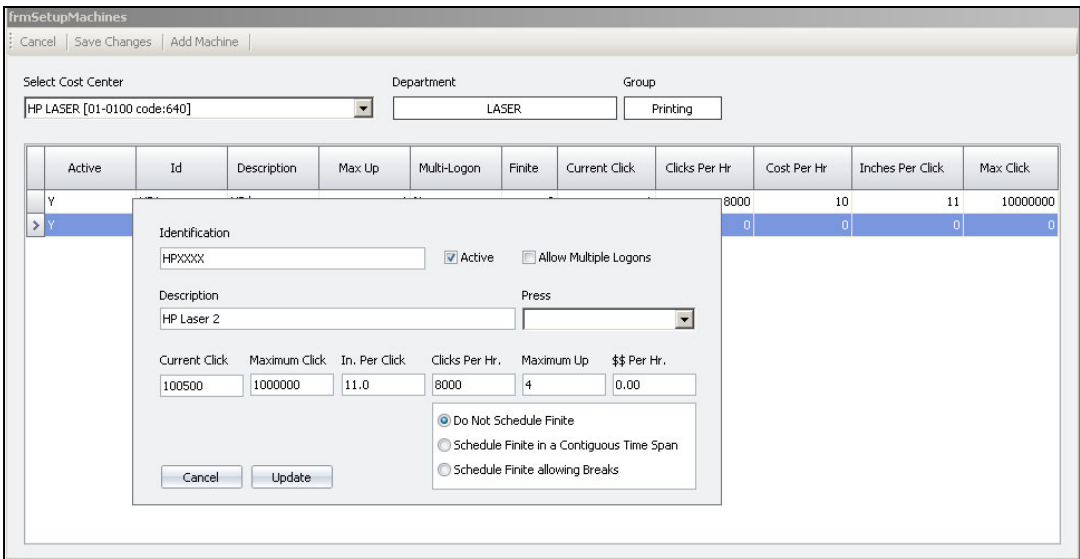 frmSetupMachines
Cancel Save Changes Add Machine
Select Cost Center Department Group
HP LASER [01-0100 code:640] LASER Printing
Active Id Description Max Up Multi-Logon Finite Current Click Clicks Per Hr Cost Per Hr Inches Per Click Max Click
Y 8000 10 11 10000000
Y 0 0 0 0
Identification
HPXXXX Active Allow Multiple Logons
Description Press
HP Laser 2
Current Click Maximum Click In. Per Click Clicks Per Hr. Maximum Up $$ Per Hr.
100500 1000000 11.0 8000 4 0.00
Do Not Schedule Finite
Schedule Finite in a Contiguous Time Span
Schedule Finite allowing Breaks
Cancel Update